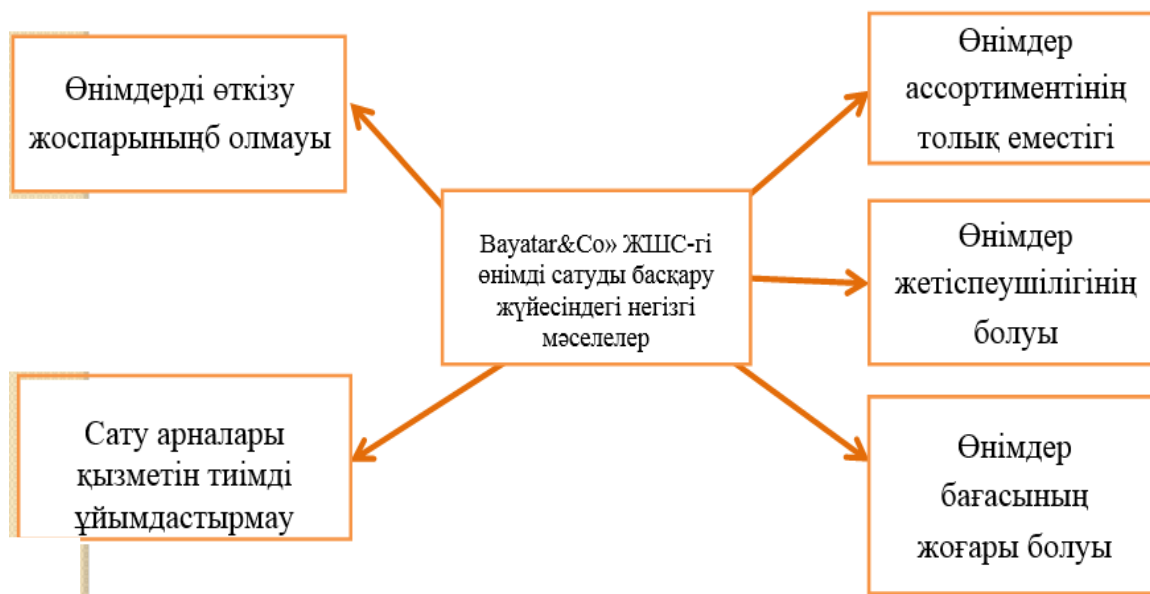 Өнімдерді өткізу
жоспарыныңб олмауы
Өнімдер
ассортиментінің
толық еместігі
Bayatar&Co» ЖШС-гі
өнімді сатуды басқару
жүйесіндегі негізгі
мәселелер
Өнімдер
жетіспеушілігінің
болуы
Сату арналары
қызметін тиімді
ұйымдастырмау
Өнімдер
бағасының
жоғары болуы